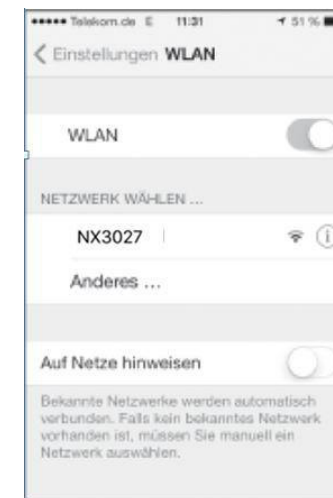 Telekom.de E 11:31 51 %
Einstellungen WLAN
WLAN
NETZWERK WÄHLEN ...
NX3027
Anderes ...
Auf Netze hinweisen
Bekannte Netzwerke werden automatisch
verbunden. Falls kein bekanntes Netzwerk
vorhanden ist, müssen Sie manuell ein
Netzwerk auswählen.